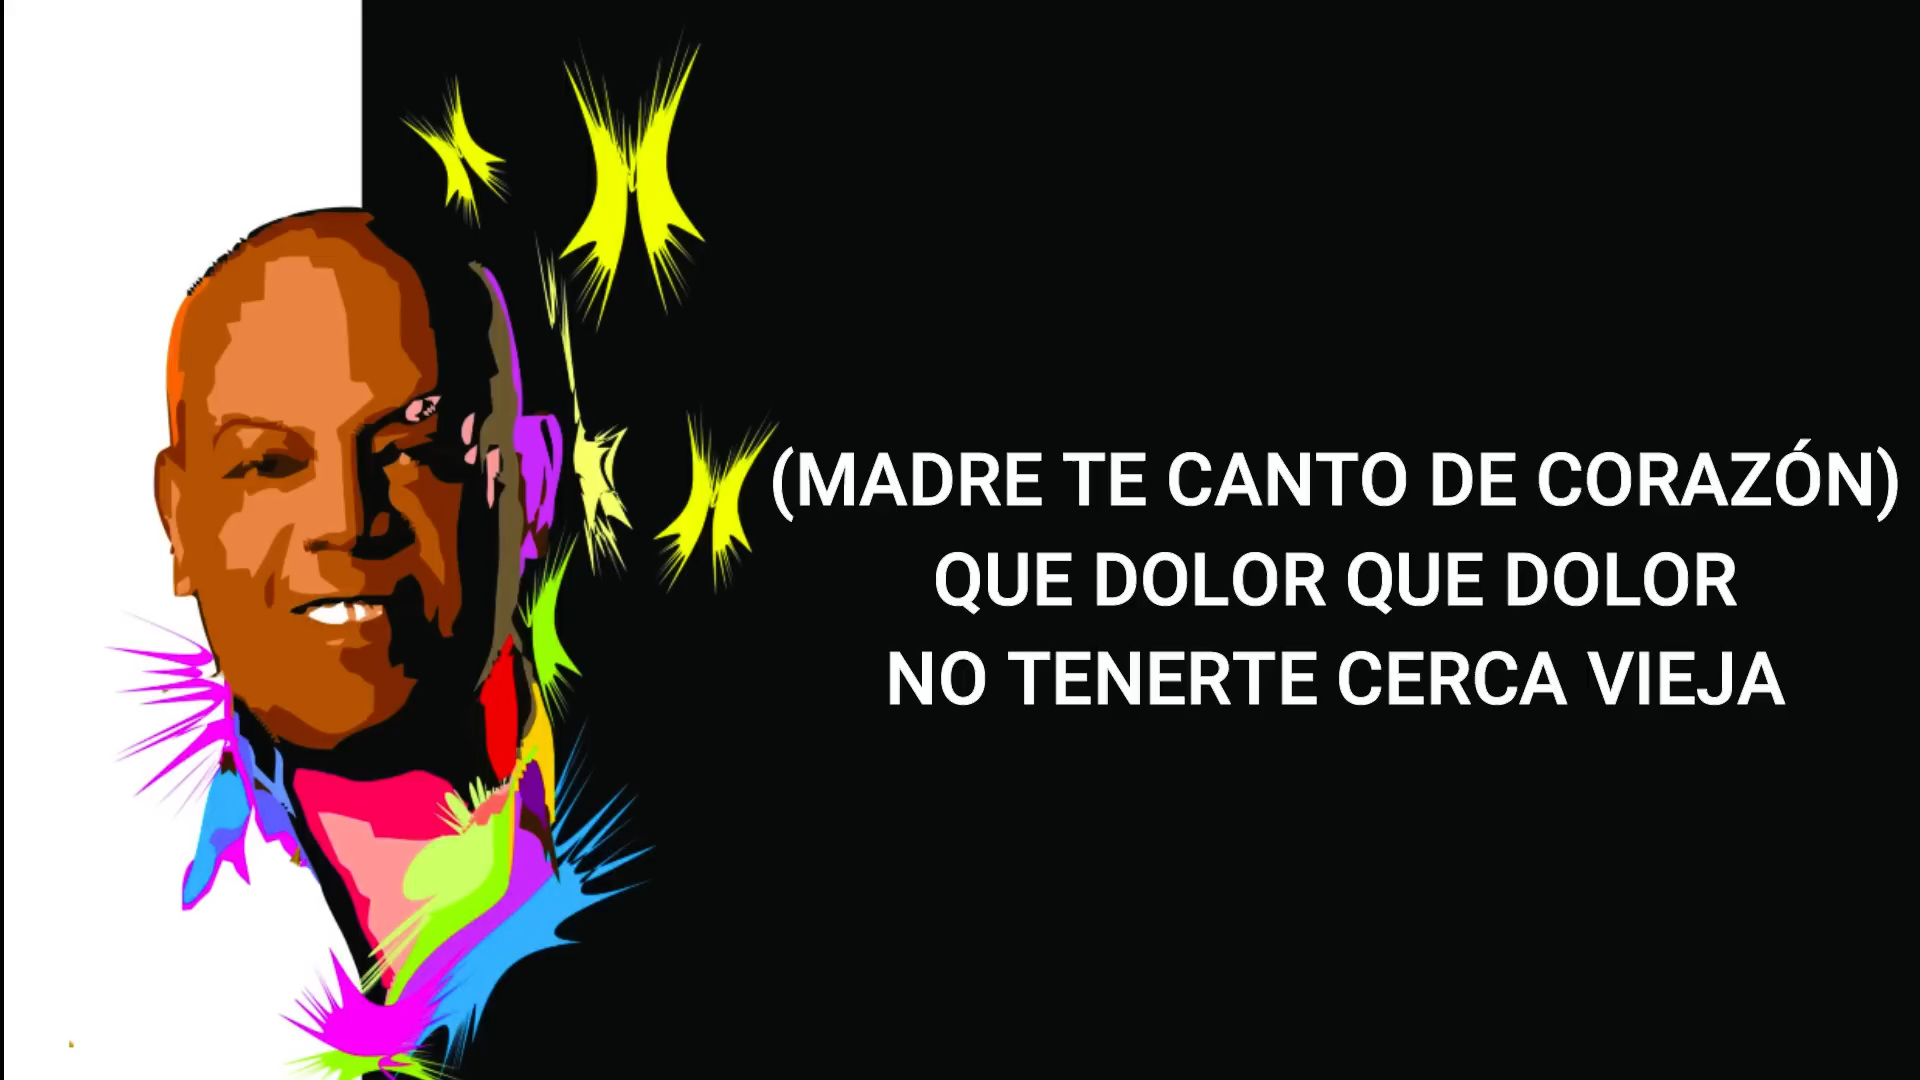 (MADRE TE CANTO DE CORAZÓN)
QUE DOLOR QUE DOLOR
NO TENERTE CERCA VIEJA